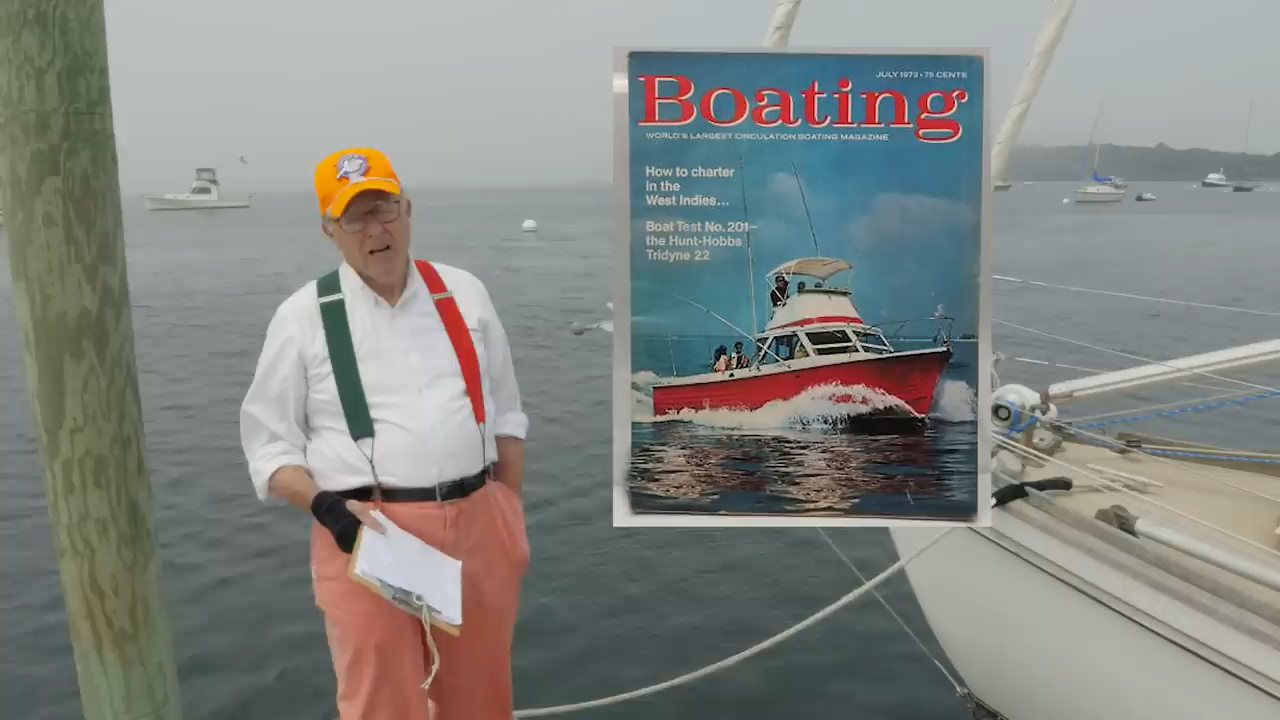 JULY 1972 • 75 CENTS
Boating
WORLD'S LARGEST CIRCULATION BOATING MAGAZINE
How to charter
in the
West Indies...
Boat Test No. 201–
the Hunt-Hobbs
Tridyne 22